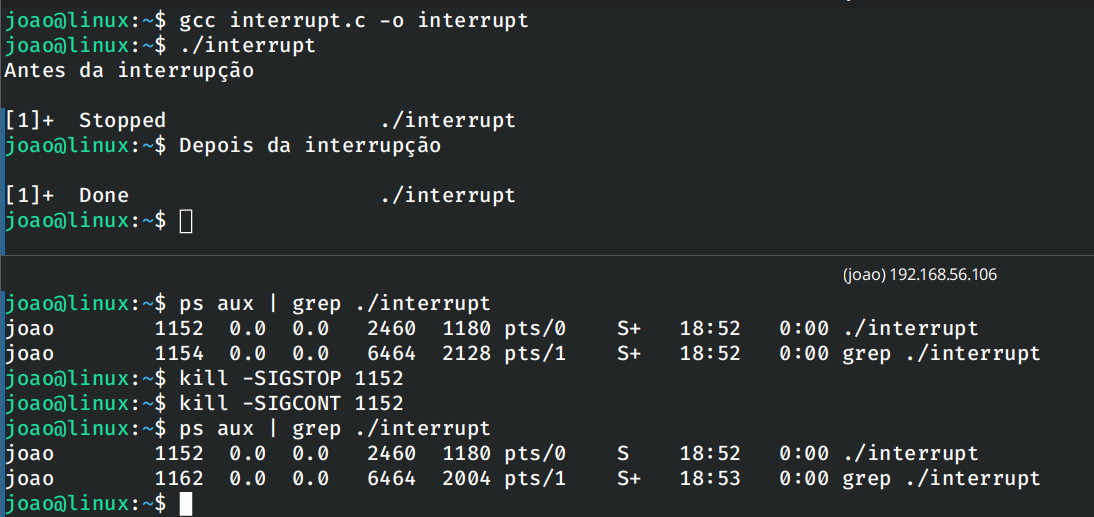 joao@linux:~$ gcc interrupt.c -o interrupt
joao@linux:~$ ./interrupt
Antes da interrupção
[1]+  Stopped                 ./interrupt
joao@linux:~$ Depois da interrupção
[1]+  Done                    ./interrupt
joao@linux:~$
(joao) 192.168.56.106
joao@linux:~$ ps aux | grep ./interrupt
joao        1152  0.0  0.0   2460  1180 pts/0    S+   18:52   0:00 ./interrupt
joao        1154  0.0  0.0   6464  2128 pts/1    S+   18:52   0:00 grep ./interrupt
joao@linux:~$ kill -SIGSTOP 1152
joao@linux:~$ kill -SIGCONT 1152
joao@linux:~$ ps aux | grep ./interrupt
joao        1152  0.0  0.0   2460  1180 pts/0    S    18:52   0:00 ./interrupt
joao        1162  0.0  0.0   6464  2004 pts/1    S+   18:53   0:00 grep ./interrupt
joao@linux:~$